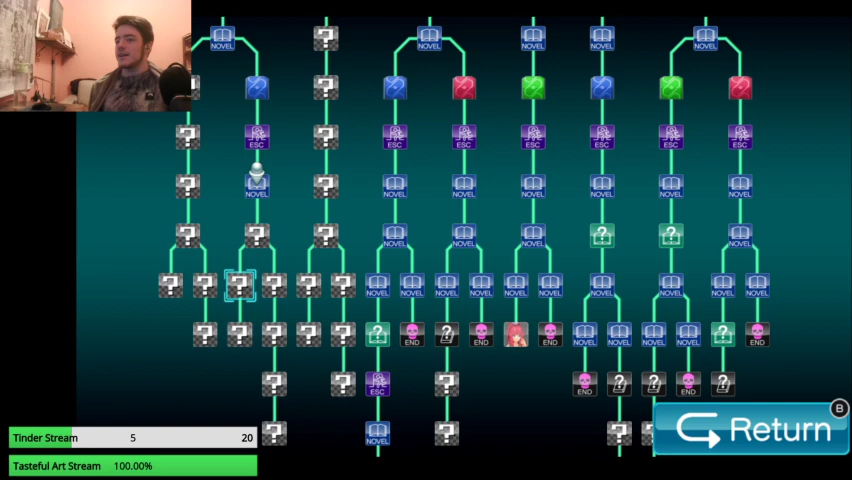 NOVEL NOVEL NOVEL NOVEL NOVEL
ESC ESC ESC ESC ESC ESC
NOVEL NOVEL NOVEL NOVEL NOVEL NOVEL NOVEL
NOVEL NOVEL NOVEL NOVEL
NOVEL NOVEL NOVEL NOVEL NOVEL NOVEL NOVEL NOVEL NOVEL NOVEL
END END END NOVEL NOVEL NOVEL NOVEL END
ESC END END
B
Tinder Stream 5 20
NOVEL
Return
Tasteful Art Stream 100.00%